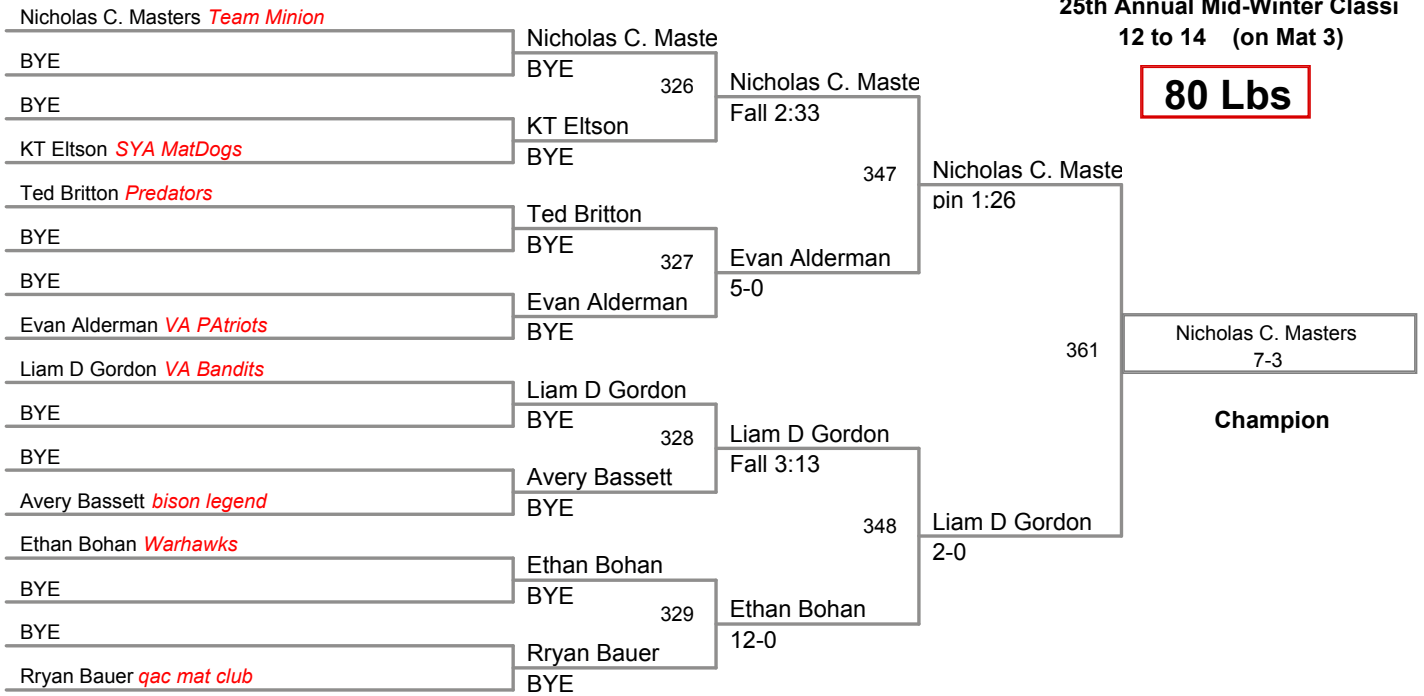 25th Annual Mid-Winter Classi
12 to 14 (on Mat 3)
80 Lbs
Nicholas C. Masters Team Minion
BYE
BYE
KT Eltson SYA MatDogs
Ted Britton Predators
BYE
BYE
Evan Alderman VA PAtriots
Liam D Gordon VA Bandits
BYE
BYE
Avery Bassett bison legend
Ethan Bohan Warhawks
BYE
BYE
Rryan Bauer qac mat club
Nicholas C. Maste
BYE
326
KT Eltson
BYE
Ted Britton
BYE
327
Evan Alderman
BYE
Liam D Gordon
BYE
328
Avery Bassett
BYE
Ethan Bohan
BYE
329
Rryan Bauer
BYE
Nicholas C. Maste
Fall 2:33
347
Evan Alderman
5-0
Liam D Gordon
Fall 3:13
348
Ethan Bohan
12-0
Nicholas C. Maste
pin 1:26
361
Liam D Gordon
2-0
Nicholas C. Masters
7-3
Champion